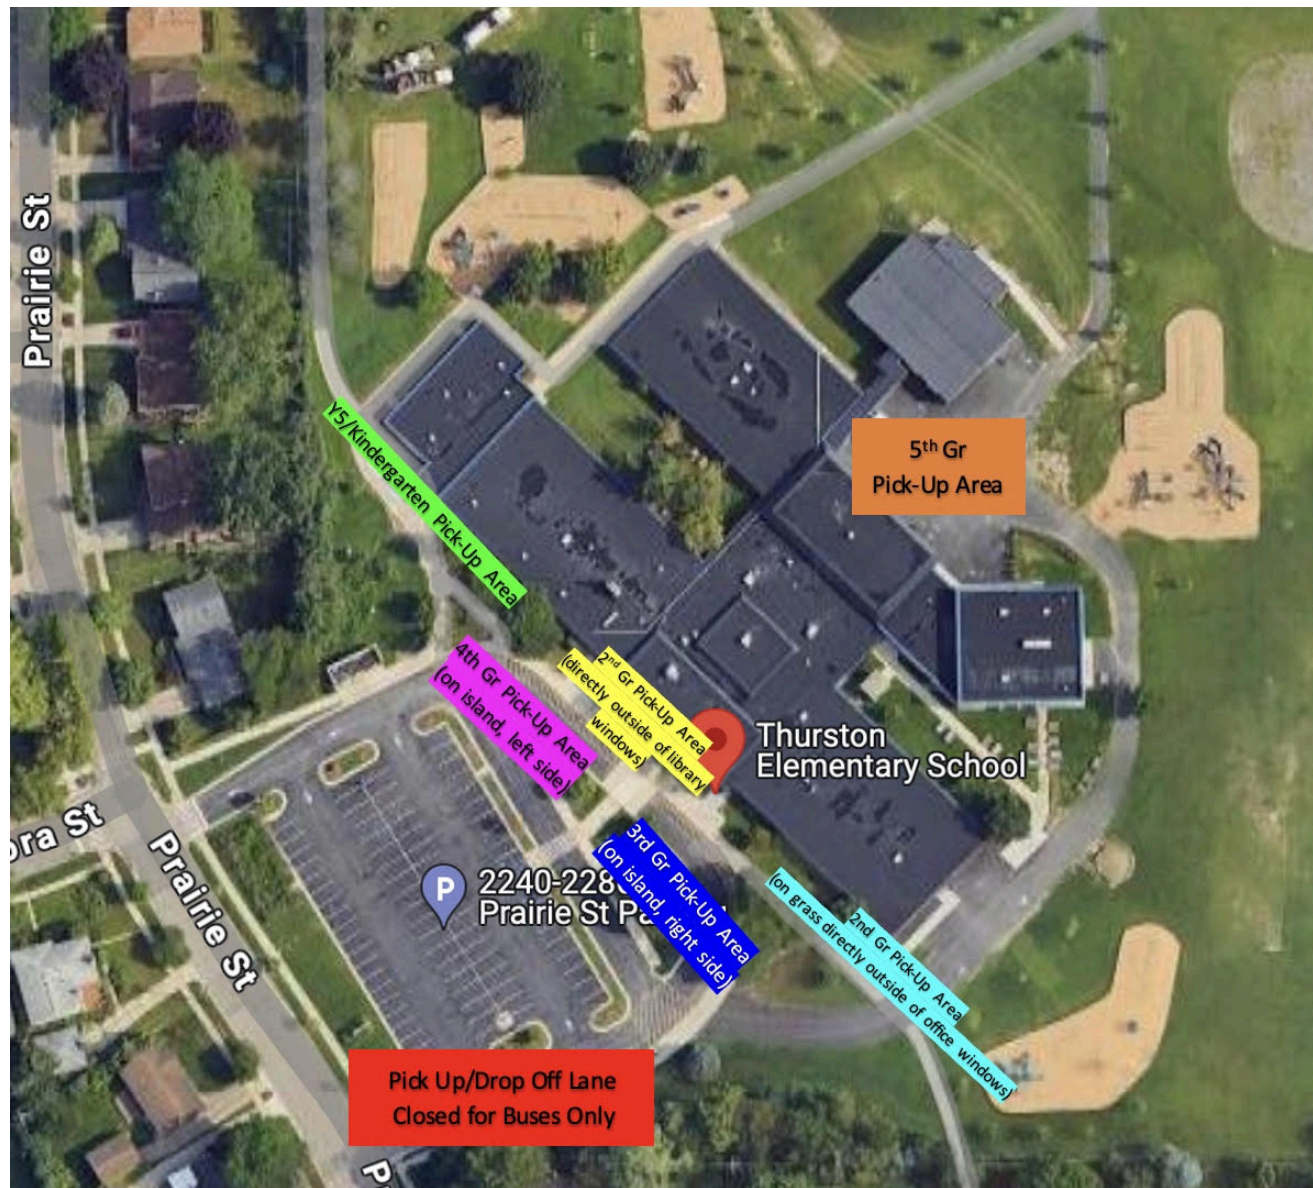 Prairie St
Y5/Kindergarten Pick-Up Area
5th Gr
Pick-Up Area
4th Gr Pick-Up Area
(on island, left side)
2nd Gr Pick-Up Area
(directly outside of library
windows)
Thurston
Elementary School
ora St
Prairie St
P
2240-228
Prairie St Pa
3rd Gr Pick-Up Area
(on island, right side)
2nd Gr Pick-Up Area
(on grass directly outside of office windows)
Pick Up/Drop Off Lane
Closed for Buses Only